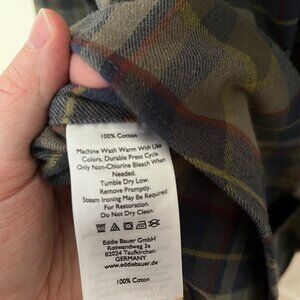 100% Cotton
Machine Wash Warm With Like
Colors, Durable Press Cycle.
Only Non-Chlorine Bleach When
Needed.
Tumble Dry Low.
Remove Promptly.
Steam Ironing May Be Required
For Restoration.
Do Not Dry Clean.
Eddie Bauer GmbH
Rotwandweg 3a
82024 Taufkirchen
GERMANY
www.eddiebauer.de
100% Cotton